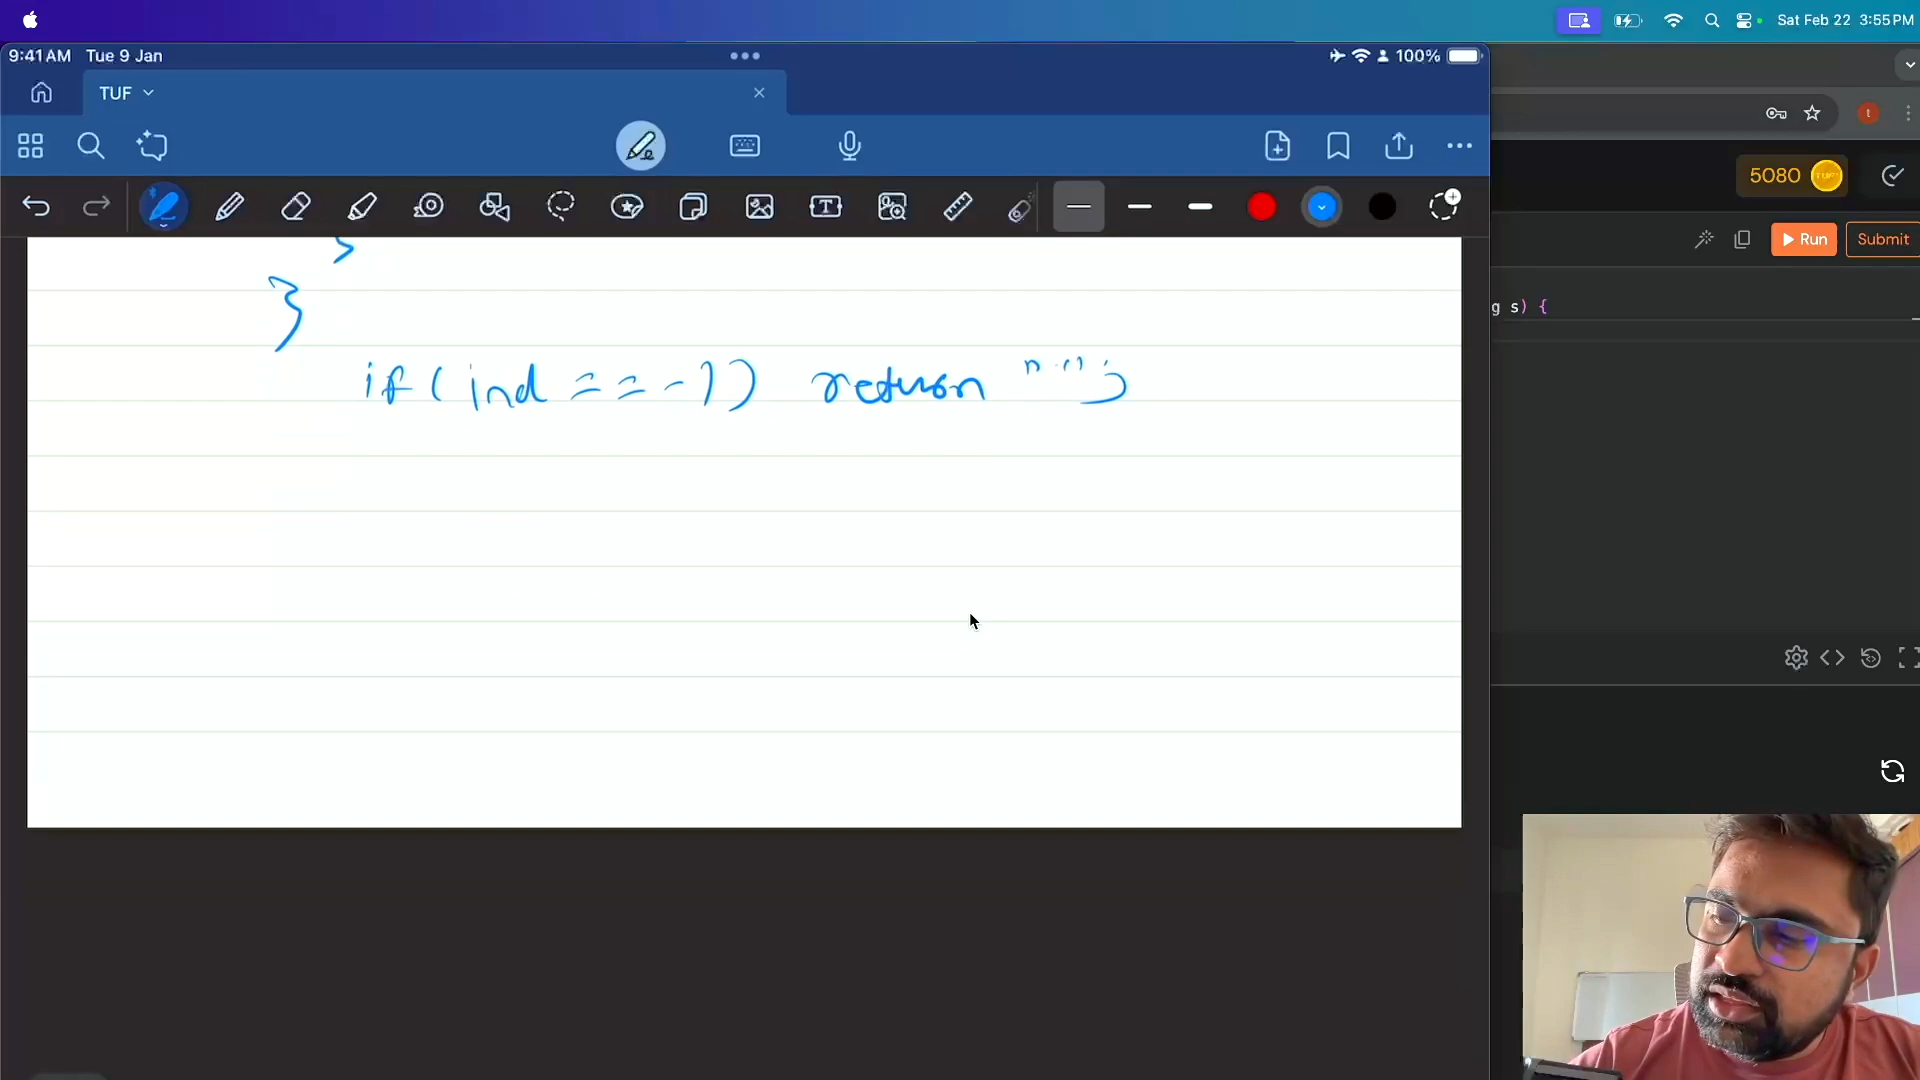 Sat Feb 22 3:55 PM
9:41 AM Tue 9 Jan
100%
TUF
5080
Run
Submit
g s) {
}
}
if ( ind == -1) return "";